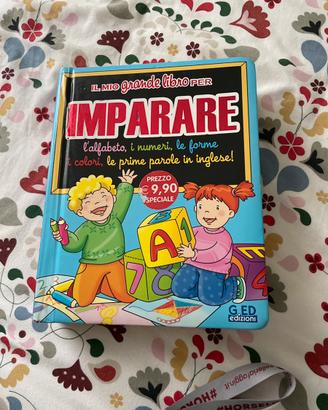 IL MIO grande libro PER
IMPARARE
l'alfabeto, i numeri, le forme
i colori, le prime parole in inglese!
PREZZO
€ 9,90
SPECIALE
A
1
G.ED
edizioni